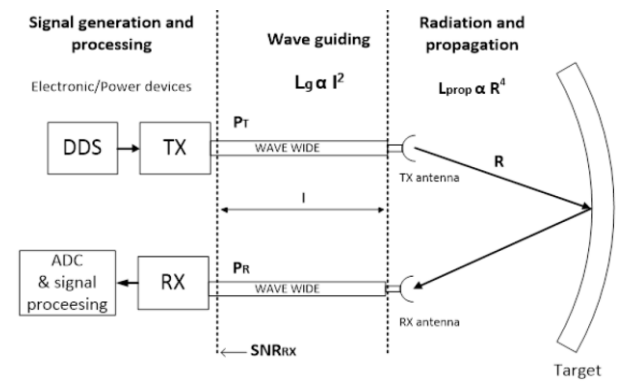 Signal generation and
processing
Wave guiding
Radiation and
propagation
Electronic/Power devices
Lg α l²
Lprop α R⁴
DDS
TX
PT
WAVE WIDE
TX antenna
R
l
ADC
& signal
proceesing
RX
PR
WAVE WIDE
RX antenna
SNRRX
Target